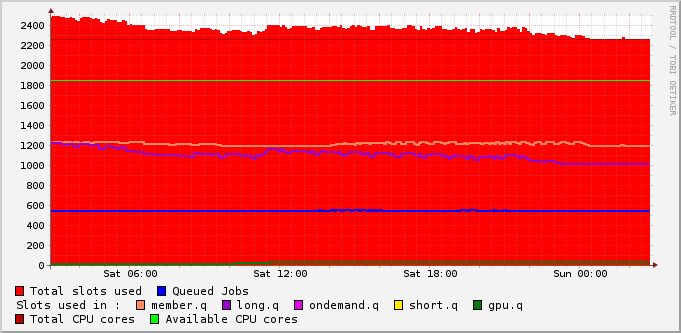 RRDTOOL / TOBI OETIKER
2400
2200
2000
1800
1600
1400
1200
1000
800
600
400
200
0
Sat 06:00 Sat 12:00 Sat 18:00 Sun 00:00
Total slots used Queued Jobs
Slots used in : member.q long.q ondemand.q short.q gpu.q
Total CPU cores Available CPU cores